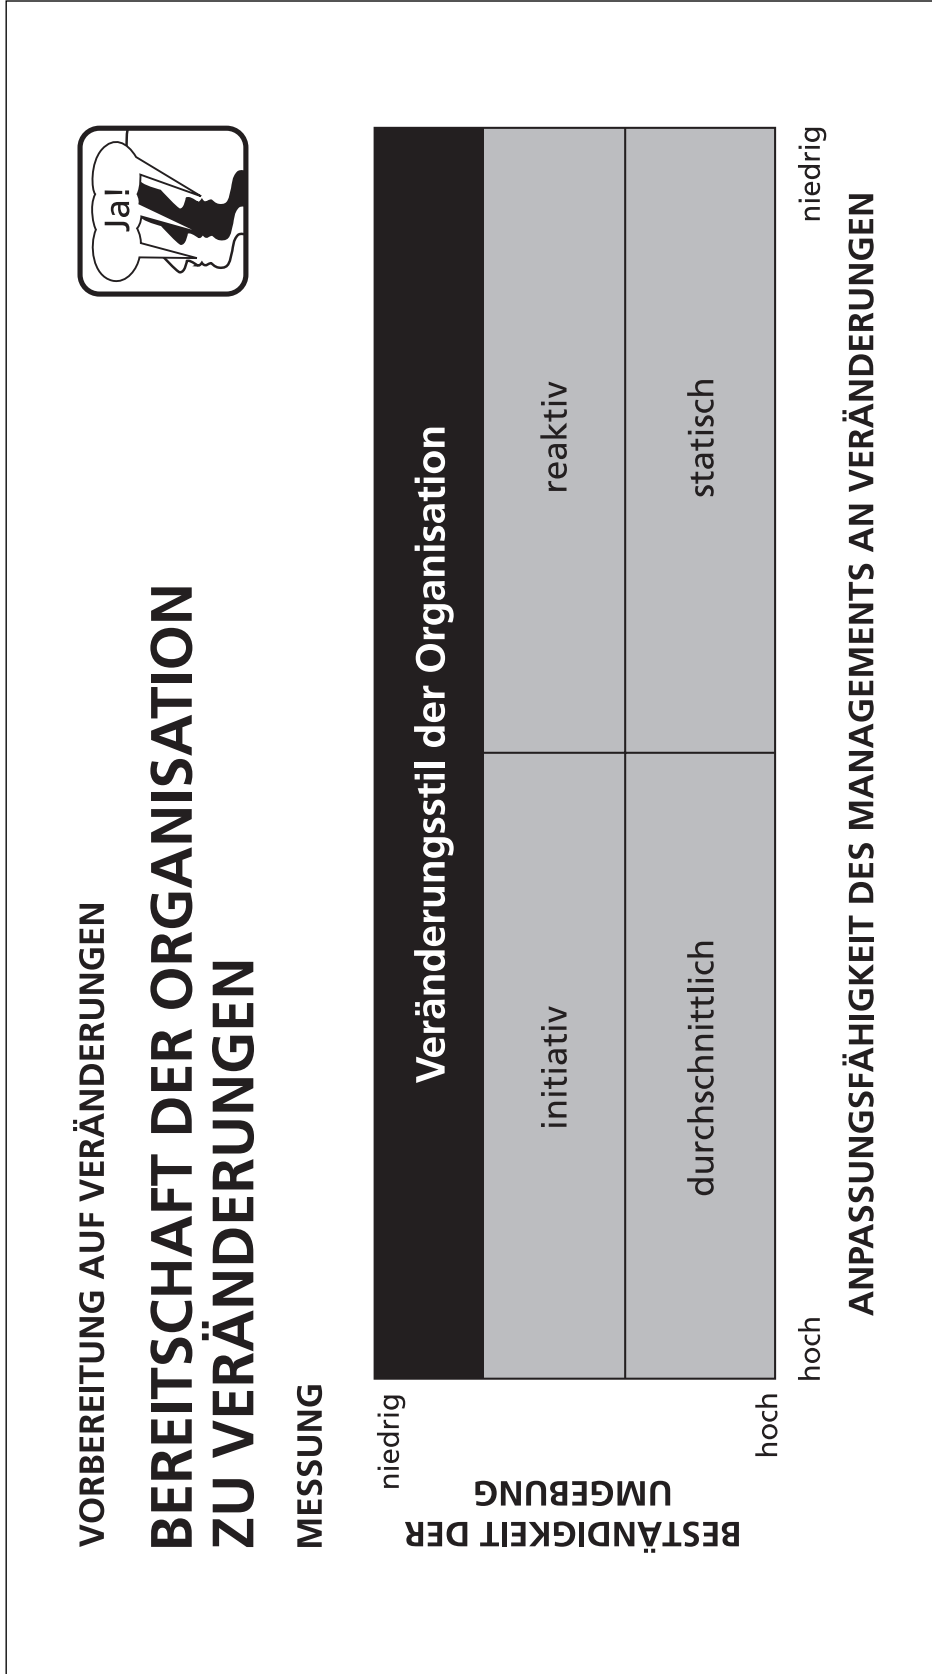 VORBEREITUNG AUF VERÄNDERUNGEN
BEREITSCHAFT DER ORGANISATION
ZU VERÄNDERUNGEN
Ja!
MESSUNG
BESTÄNDIGKEIT DER
UMGEBUNG
niedrig
hoch
Veränderungsstil der Organisation
initiativ
reaktiv
durchschnittlich
statisch
hoch
niedrig
ANPASSUNGSFÄHIGKEIT DES MANAGEMENTS AN VERÄNDERUNGEN